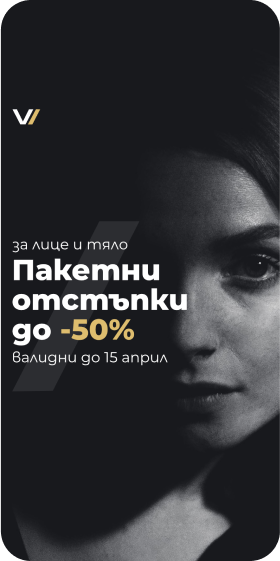 за лице и тяло
Пакетни
отстъпки
до -50%
валидни до 15 април